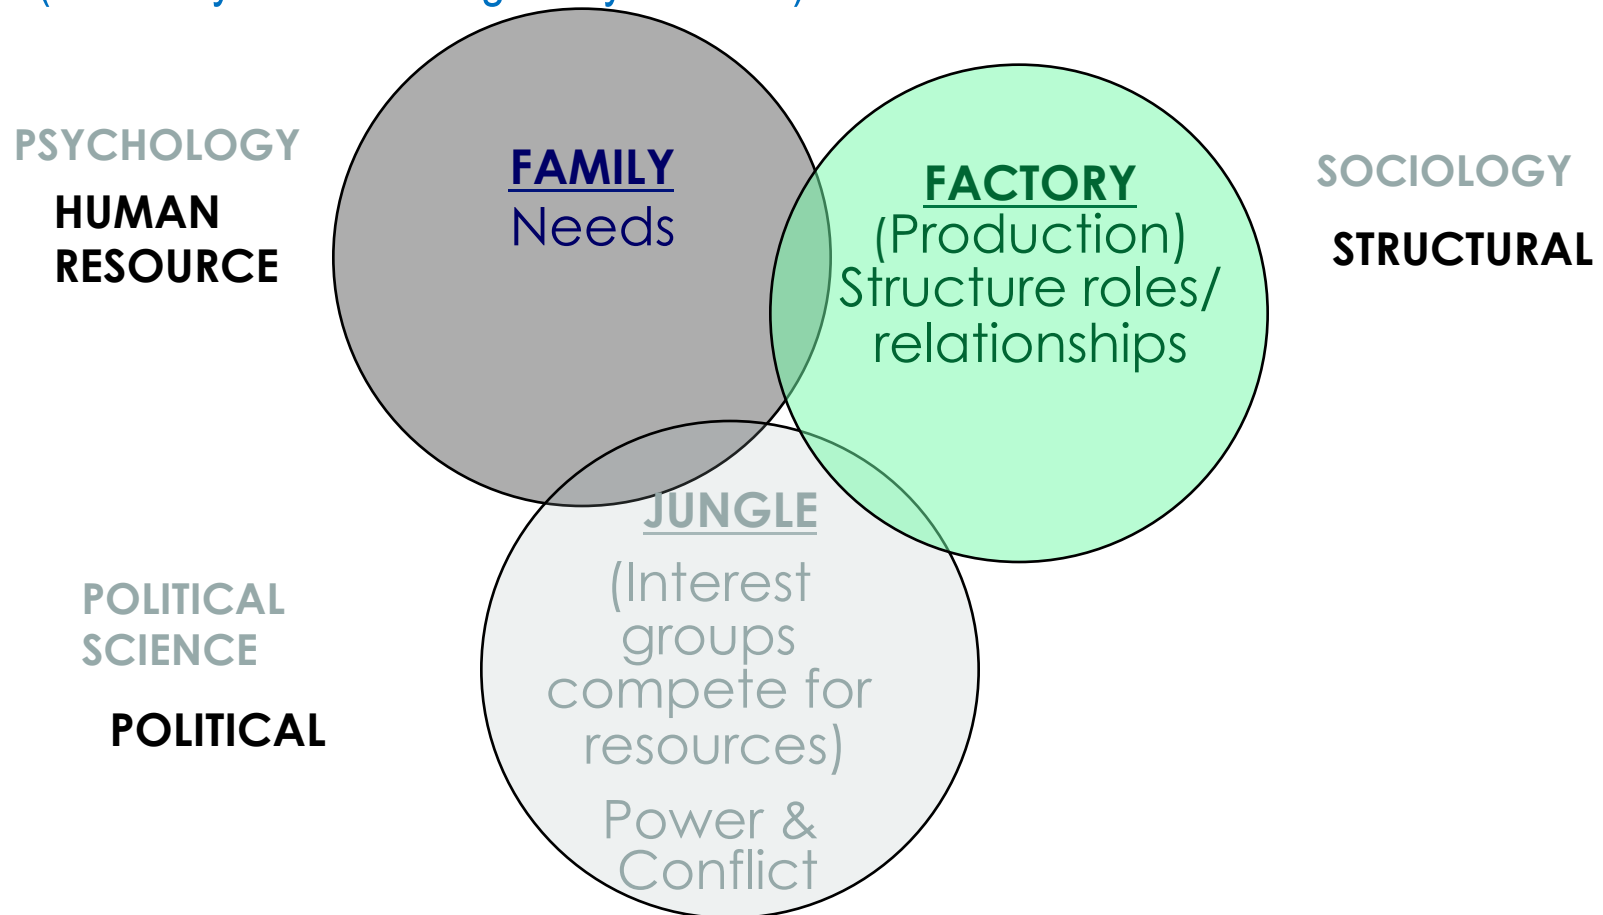 PSYCHOLOGY
HUMAN
RESOURCE
FAMILY
Needs
FACTORY
(Production)
Structure roles/
relationships
SOCIOLOGY
STRUCTURAL
JUNGLE
(Interest
groups
compete for
resources)
Power &
Conflict
POLITICAL
SCIENCE
POLITICAL